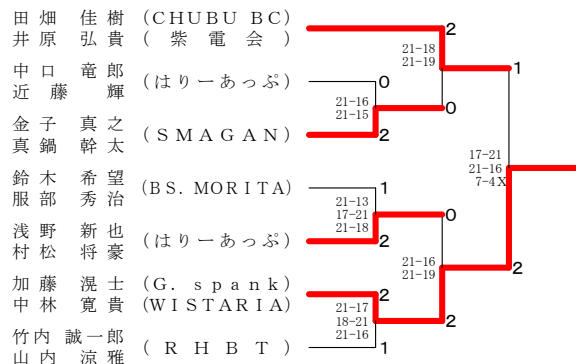 田畑 佳樹 (CHUBU BC)
井原 弘貴 (紫電会)
中口 竜郎
近藤 輝
(はりーあっぷ)
金子 真之
真鍋 幹太
(SMAGAN)
鈴木 希望
服部 秀治
(BS. MORITA)
浅野 新也
村松 将豪
(はりーあっぷ)
加藤 滉士 (G. spank)
中林 寛貴 (WISTARIA)
竹内 誠一郎
山内 涼雅
(RHBT)
2
21-18
21-19
1
0
21-16
21-15
0
2
17-21
21-16
7-4X
1
21-13
17-21
21-18
0
2
21-16
21-19
2
2
21-17
18-21
21-16
2
1